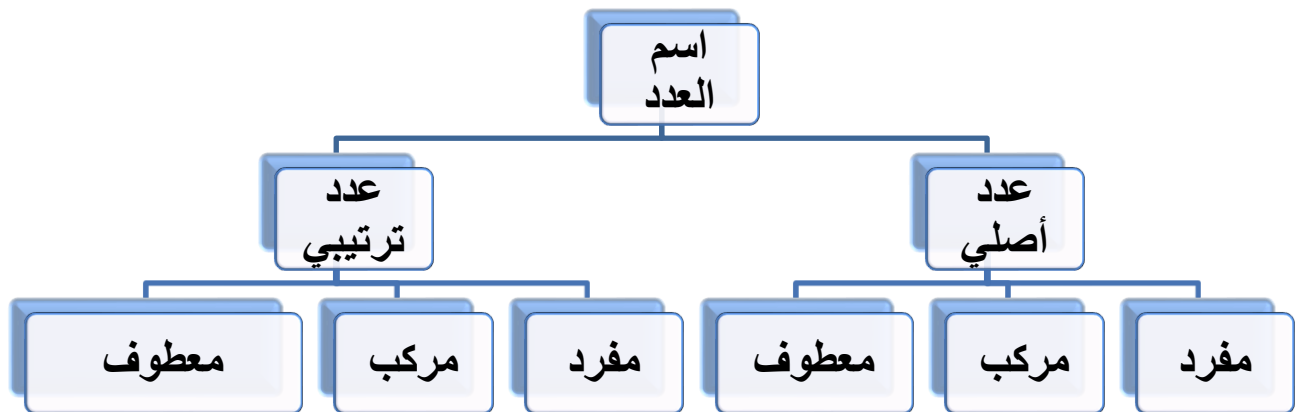 اسم
العدد
عدد
أصلي
عدد
ترتيبي
مفرد
مركب
معطوف
مفرد
مركب
معطوف